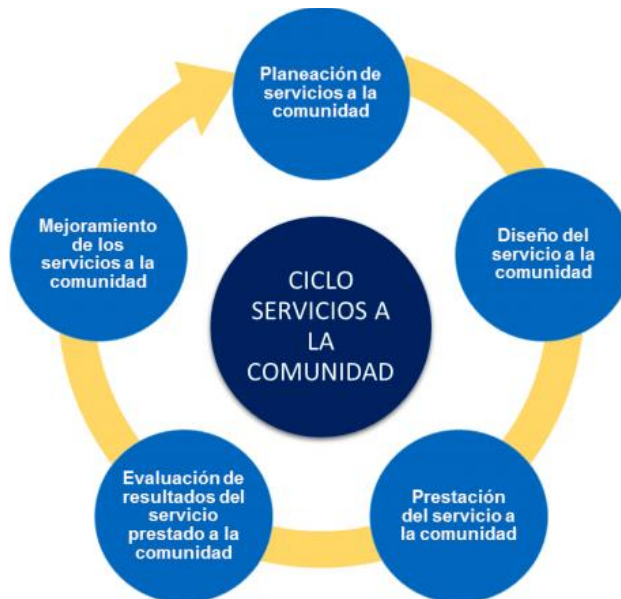 Planeación de
servicios a la
comunidad
Diseño del
servicio a la
comunidad
Prestación
del servicio a
la comunidad
Evaluación de
resultados del
servicio
prestado a la
comunidad
Mejoramiento
de los
servicios a la
comunidad
CICLO
SERVICIOS A
LA
COMUNIDAD